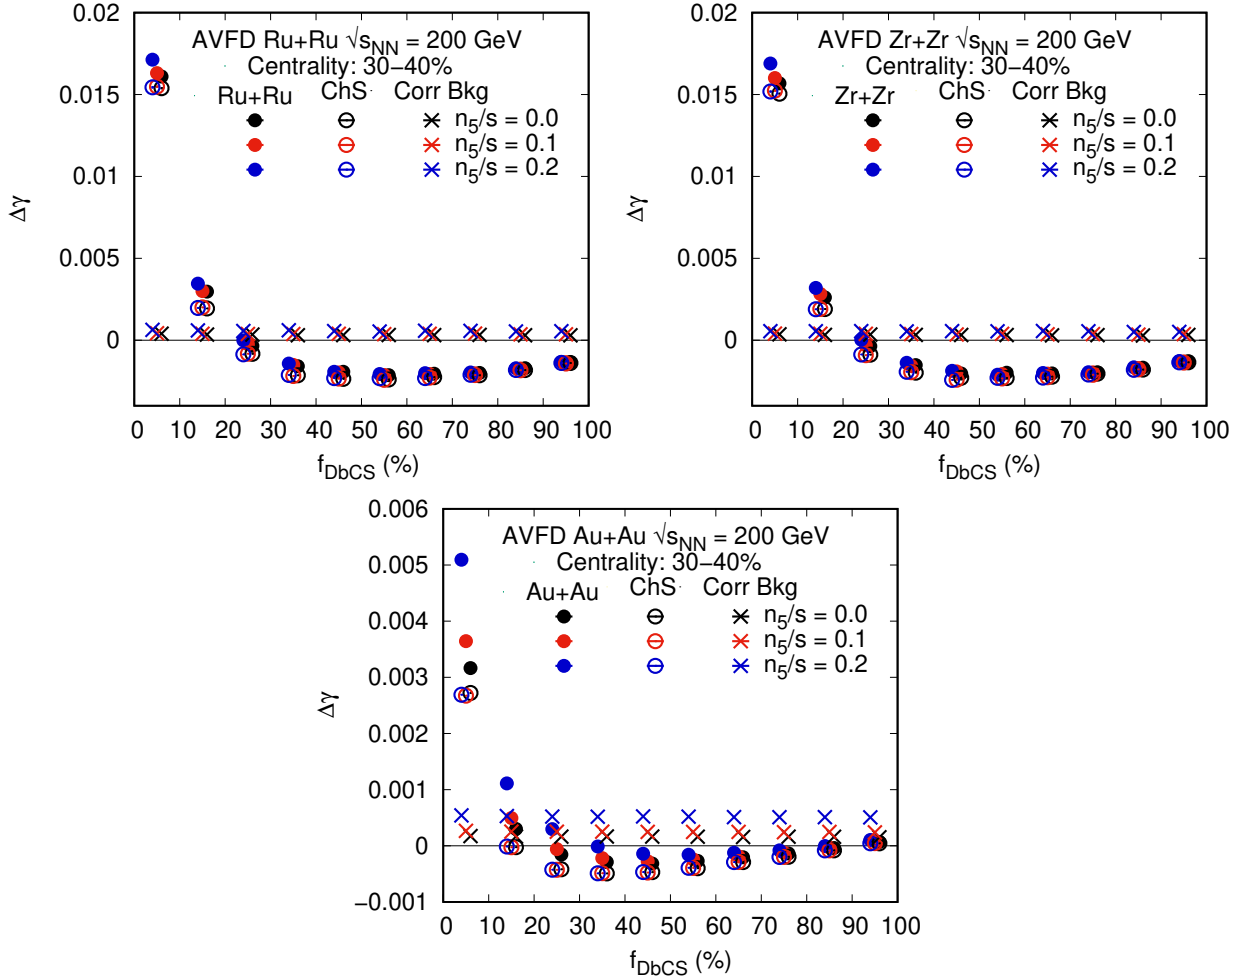 AVFD Ru+Ru √sNN = 200 GeV
Centrality: 30−40%
Ru+Ru ChS Corr Bkg
n5/s = 0.0
n5/s = 0.1
n5/s = 0.2
0.02
0.015
0.01
0.005
0
Δγ
0 10 20 30 40 50 60 70 80 90 100
fDbCS (%)
AVFD Zr+Zr √sNN = 200 GeV
Centrality: 30−40%
Zr+Zr ChS Corr Bkg
n5/s = 0.0
n5/s = 0.1
n5/s = 0.2
0.02
0.015
0.01
0.005
0
Δγ
0 10 20 30 40 50 60 70 80 90 100
fDbCS (%)
AVFD Au+Au √sNN = 200 GeV
Centrality: 30−40%
Au+Au ChS Corr Bkg
n5/s = 0.0
n5/s = 0.1
n5/s = 0.2
0.006
0.005
0.004
0.003
0.002
0.001
0
−0.001
Δγ
0 10 20 30 40 50 60 70 80 90 100
fDbCS (%)